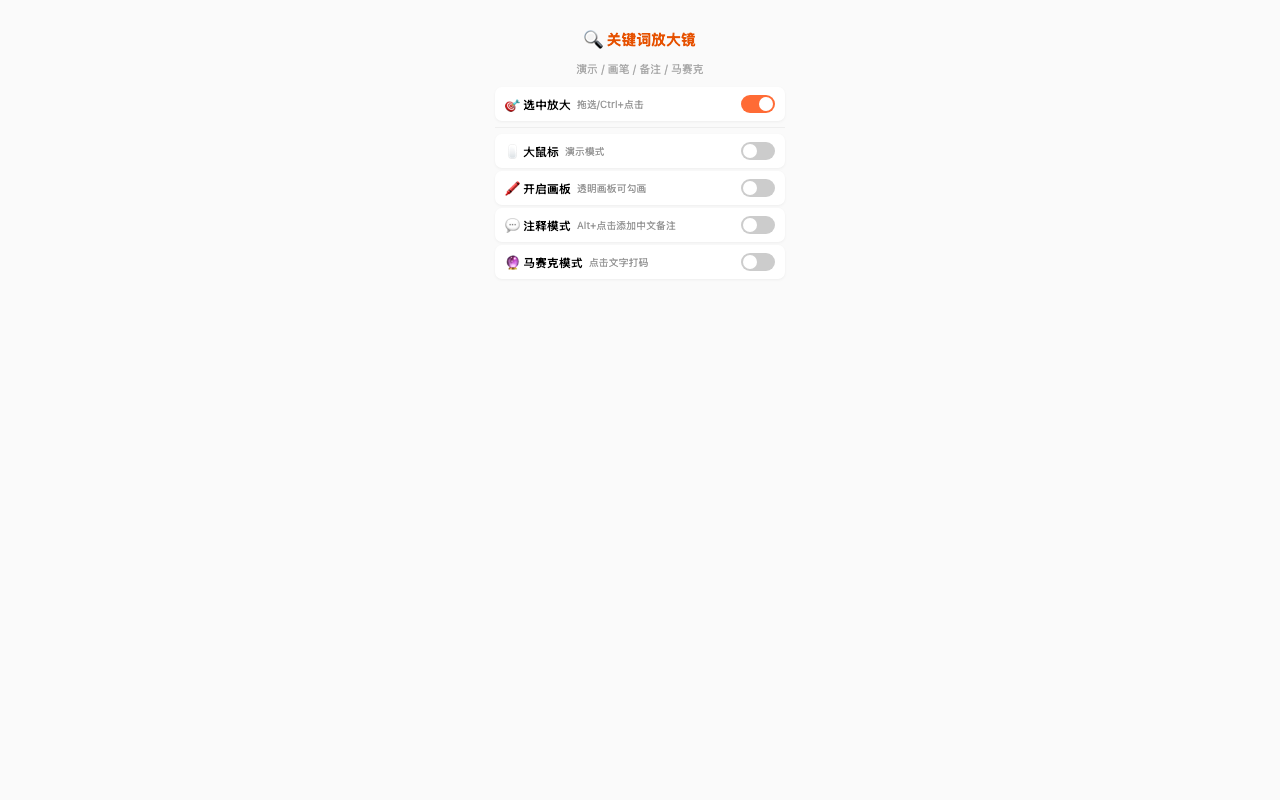 🔍 关键词放大镜
演示 / 画笔 / 备注 / 马赛克
🎯 选中放大 拖选/Ctrl+点击
🖱️ 大鼠标 演示模式
🖍️ 开启画板 透明画板可勾画
💬 注释模式 Alt+点击添加中文备注
🔮 马赛克模式 点击文字打码